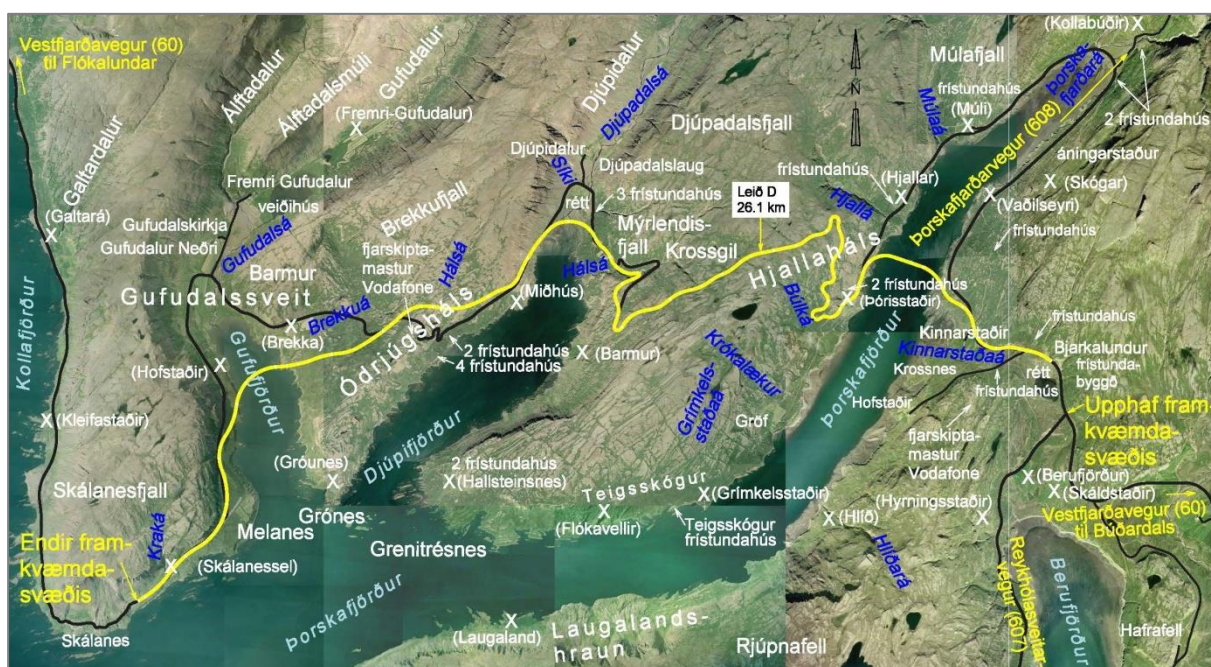 Vestfjarðavegur (60)
til Flókalundar
Galtardalur
(Galtará)
Kollafjörður
(Kleifastaðir)
Skálanesfjall
Kraká
Endir fram-
kvæmda-
svæðis
Skálanes
(Skálanessel)
Melanes
Álftadalur
Álftadalsmúli
Gufudalur
(Fremri-Gufudalur)
Fremri Gufudalur
veiðihús
Gufudalskirkja
Gufudalur Neðri
Gufudalsá
Barmur
Gufudalssveit
Brekkuá
(Brekka)
(Hofstaðir)
Gufufjörður
Brekkufjall
fjarskipta-
mastur
Vodafone
Hálsá
Ódrjúgsháls
(Miðhús)
2 frístundahús
4 frístundahús
(Gróunes)
Grónes
Djúpifjörður
Djúpidalur
Djúpadalsá
Djúpidalur
Síki
Djúpadalslaug
rétt
3 frístundahús
Mýrlendis-
fjall
Hálsá
(Barmur)
2 frístundahús
(Hallsteinsnes)
Grenitrésnes
Þorskafjörður
(Laugaland)
Laugalands-
hraun
Djúpadalsfjall
Krossgil
Leið D
26.1 km
Hjallaháls
Hjallá
Búlka
Krókalækur
Grímkels-
staðaá
Gröf
Teigsskógur
(Grímkelsstaðir)
(Flókavellir)
Teigsskógur
frístundahús
Rjúpnafell
N
Múlafjall
frístundahús
(Múli)
Múlaá
frístundahús
(Hjallar)
2 frístundahús
(Þórisstaðir)
Þorskafjörður
(Kollabúðir)
Þorska-
fjarðará
Þorskafjarðarvegur (608)
2 frístundahús
áningarstaður
(Skógar)
(Vaðilseyri)
frístundahús
Kinnarstaðir
Kinnarstaðaá
frístundahús
Krossnes
Hofstaðir
frístundahús
rétt
Bjarkalundur
frístunda-
byggð
Upphaf fram-
kvæmda-
svæðis
fjarskipta-
mastur
Vodafone
(Hyrningsstaðir)
(Hlíð)
Hlíðará
(Berufjörður)
(Skáldstaðir)
Vestfjarðavegur (60)
til Búðardals
Reykhólasveitar
vegur (607)
Berufjörður
Hafrafell